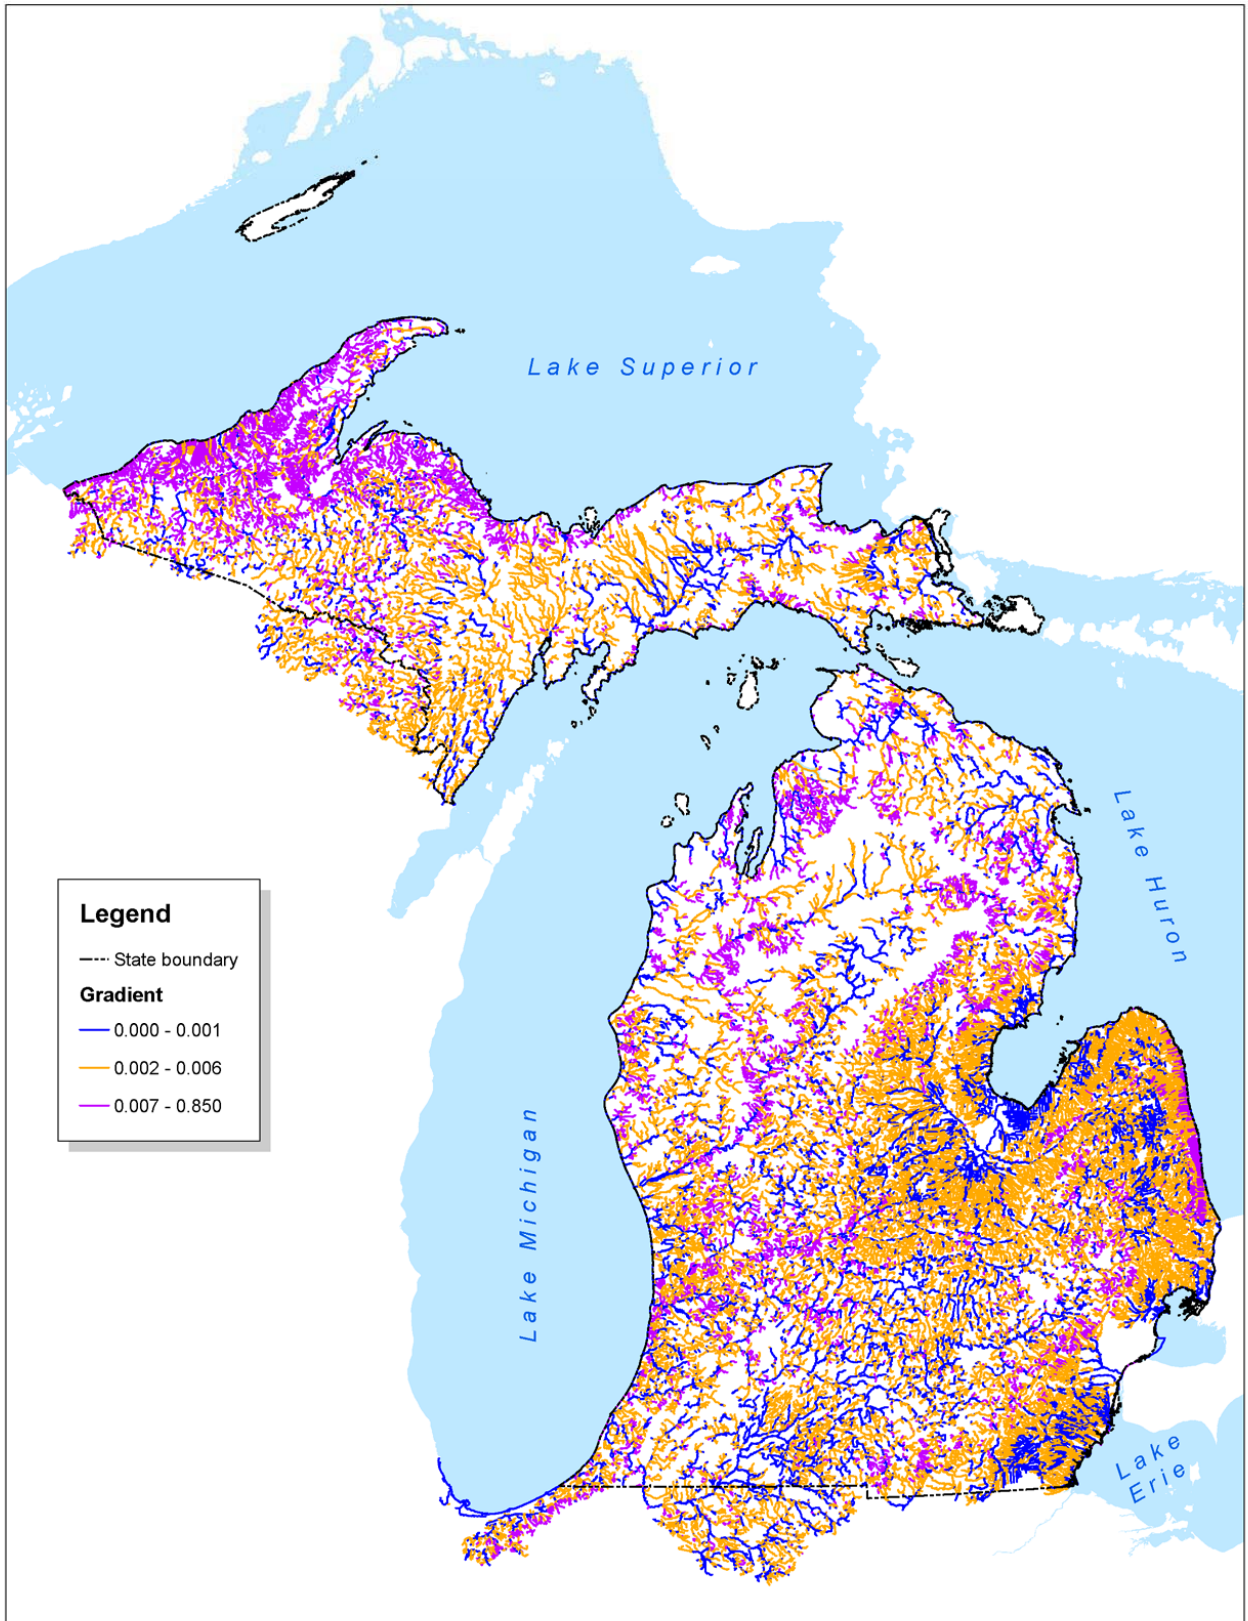 Lake Superior
Lake Huron
Legend
State boundary
Gradient
0.000 - 0.001
0.002 - 0.006
0.007 - 0.850
Lake Michigan
Lake
Erie